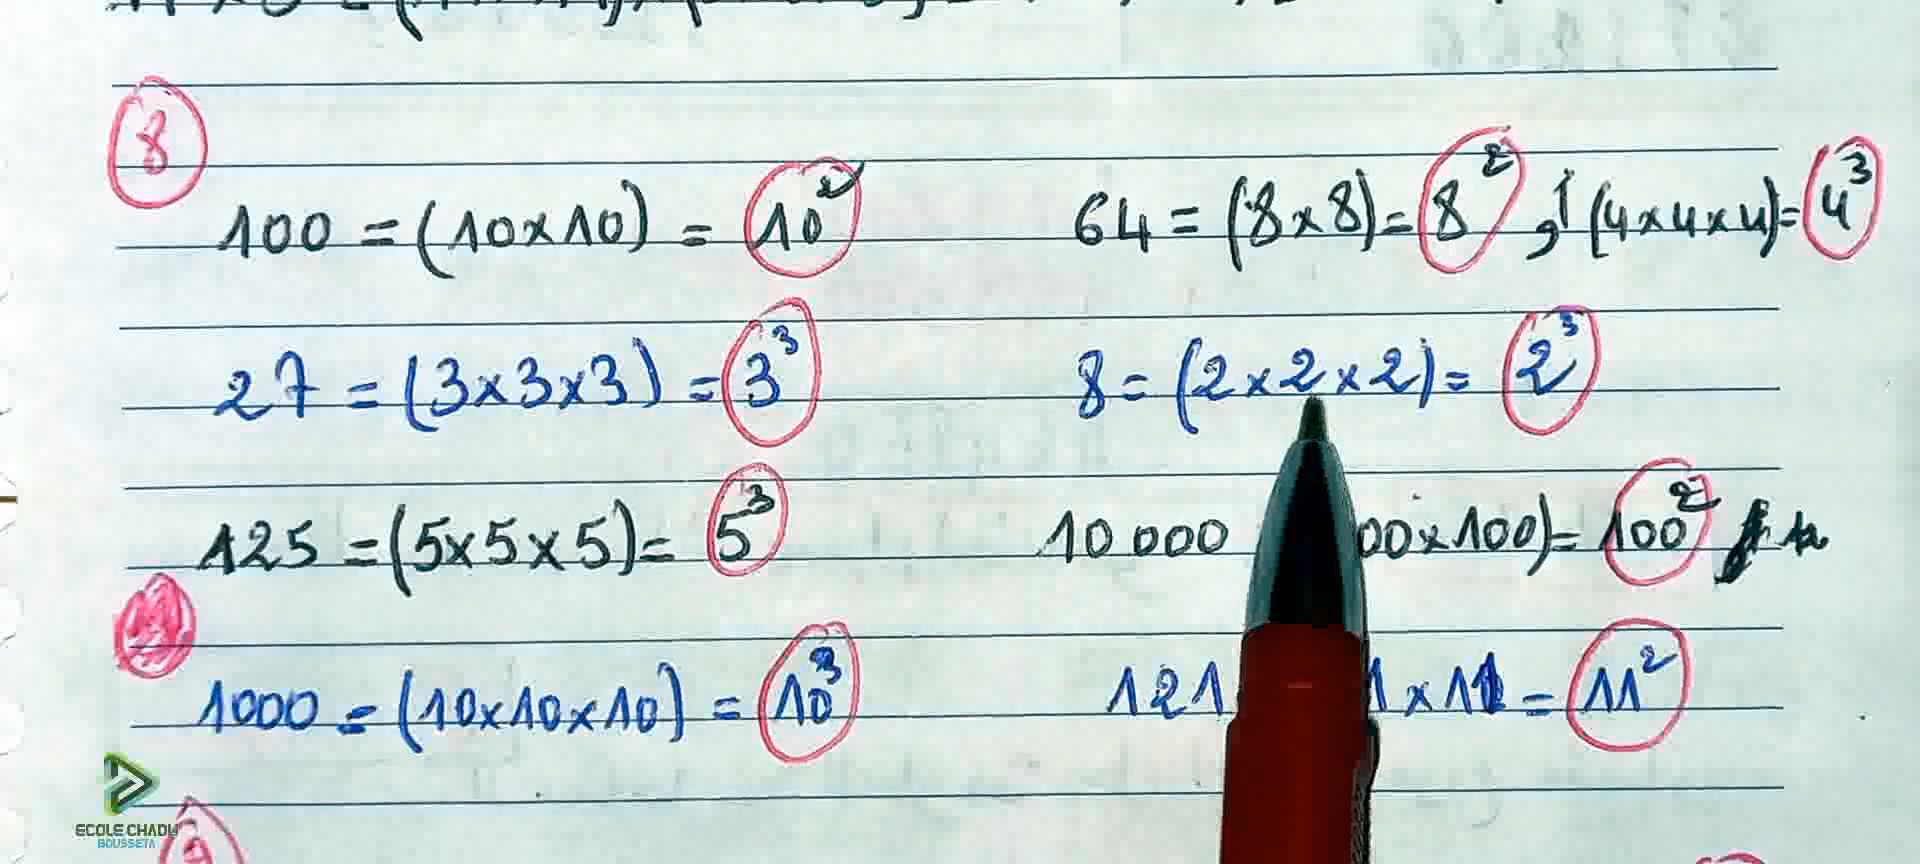 8
100 = (10×10) = 10² 64 = (8×8) = 8² , أ (4×4×4) = 4³
27 = (3×3×3) = 3³ 8 = (2×2×2) = 2³
125 = (5×5×5) = 5³ 10 000 00×100) = 100²
1000 = (10×10×10) = 10³ 121 1×11 = 11²
ECOLE CHADLI
BOUSSETA